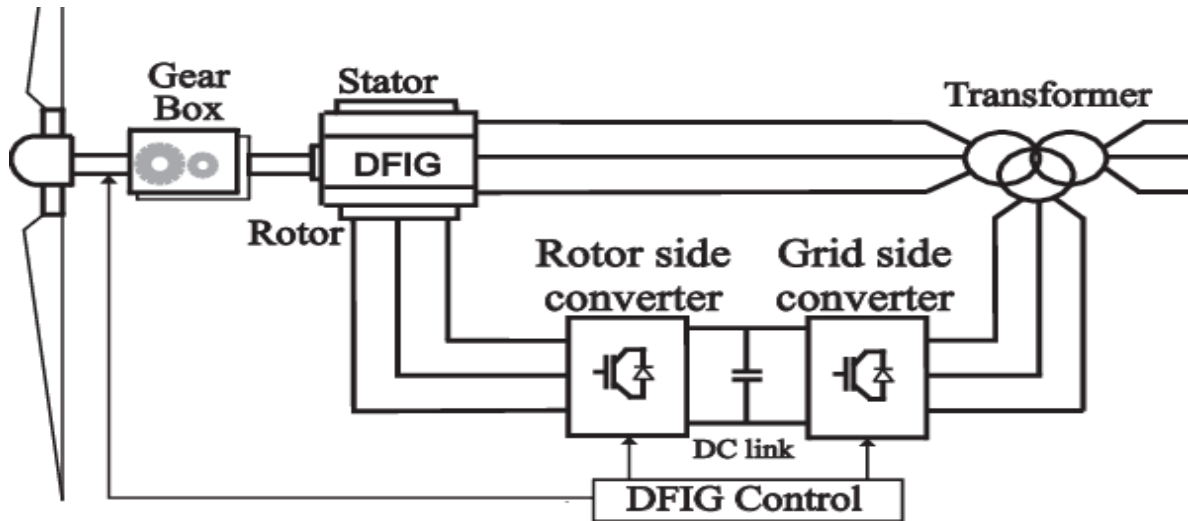 Gear
Box
Stator
DFIG
Rotor
Transformer
Rotor side
converter
Grid side
converter
DC link
DFIG Control